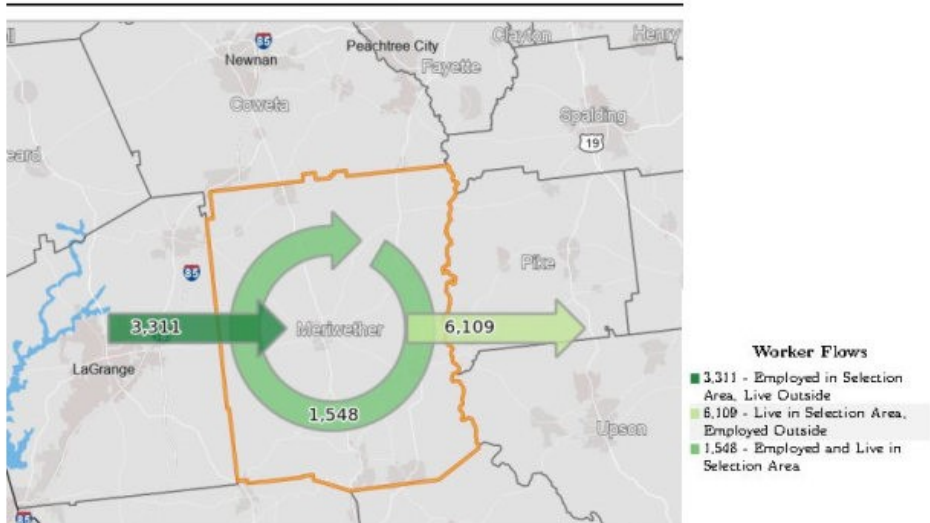 ll
85
Newnan
Peachtree City
Clayton
Henry
Fayette
Coweta
Spalding
19
eard
85
Pike
3,311
Meriwether
6,109
LaGrange
1,548
Upson
85
Worker Flows
3,311 - Employed in Selection
Area, Live Outside
6,109 - Live in Selection Area,
Employed Outside
1,548 - Employed and Live in
Selection Area